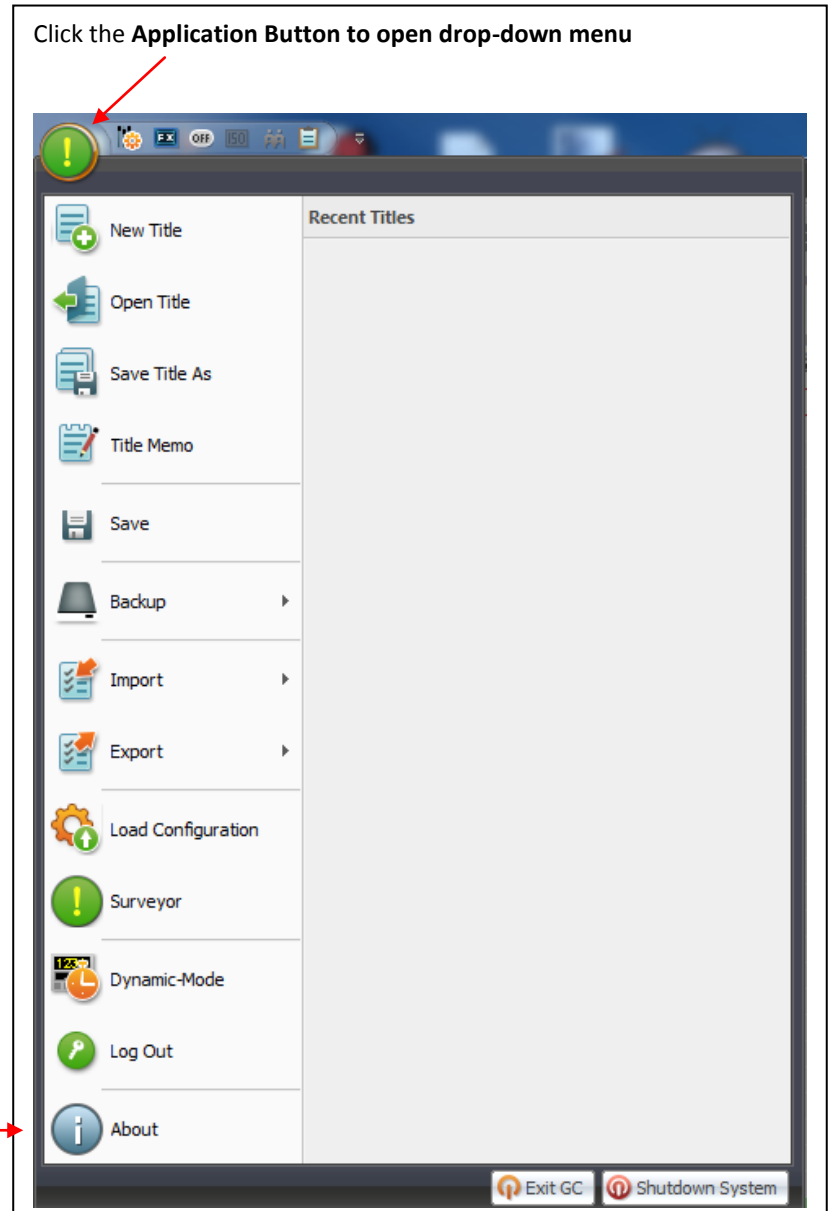 Click the Application Button to open drop-down menu
FX OFF ISO
New Title
Recent Titles
Open Title
Save Title As
Title Memo
Save
Backup
Import
Export
Load Configuration
Surveyor
Dynamic-Mode
Log Out
About
Exit GC Shutdown System